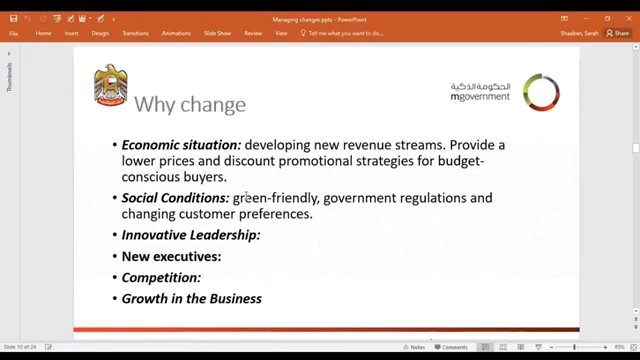 Managing changes.pptx - PowerPoint
Shaaken, Sarah
File Home Insert Design Transitions Animations Slide Show Review View Tell me what you want to do... Share
Thumbnails
Why change
الحكومة الذكية
mgovernment
• Economic situation: developing new revenue streams. Provide a
lower prices and discount promotional strategies for budget-
conscious buyers.
• Social Conditions: green-friendly, government regulations and
changing customer preferences.
• Innovative Leadership:
• New executives:
• Competition:
• Growth in the Business
Slide 10 of 24 Notes Comments 95%